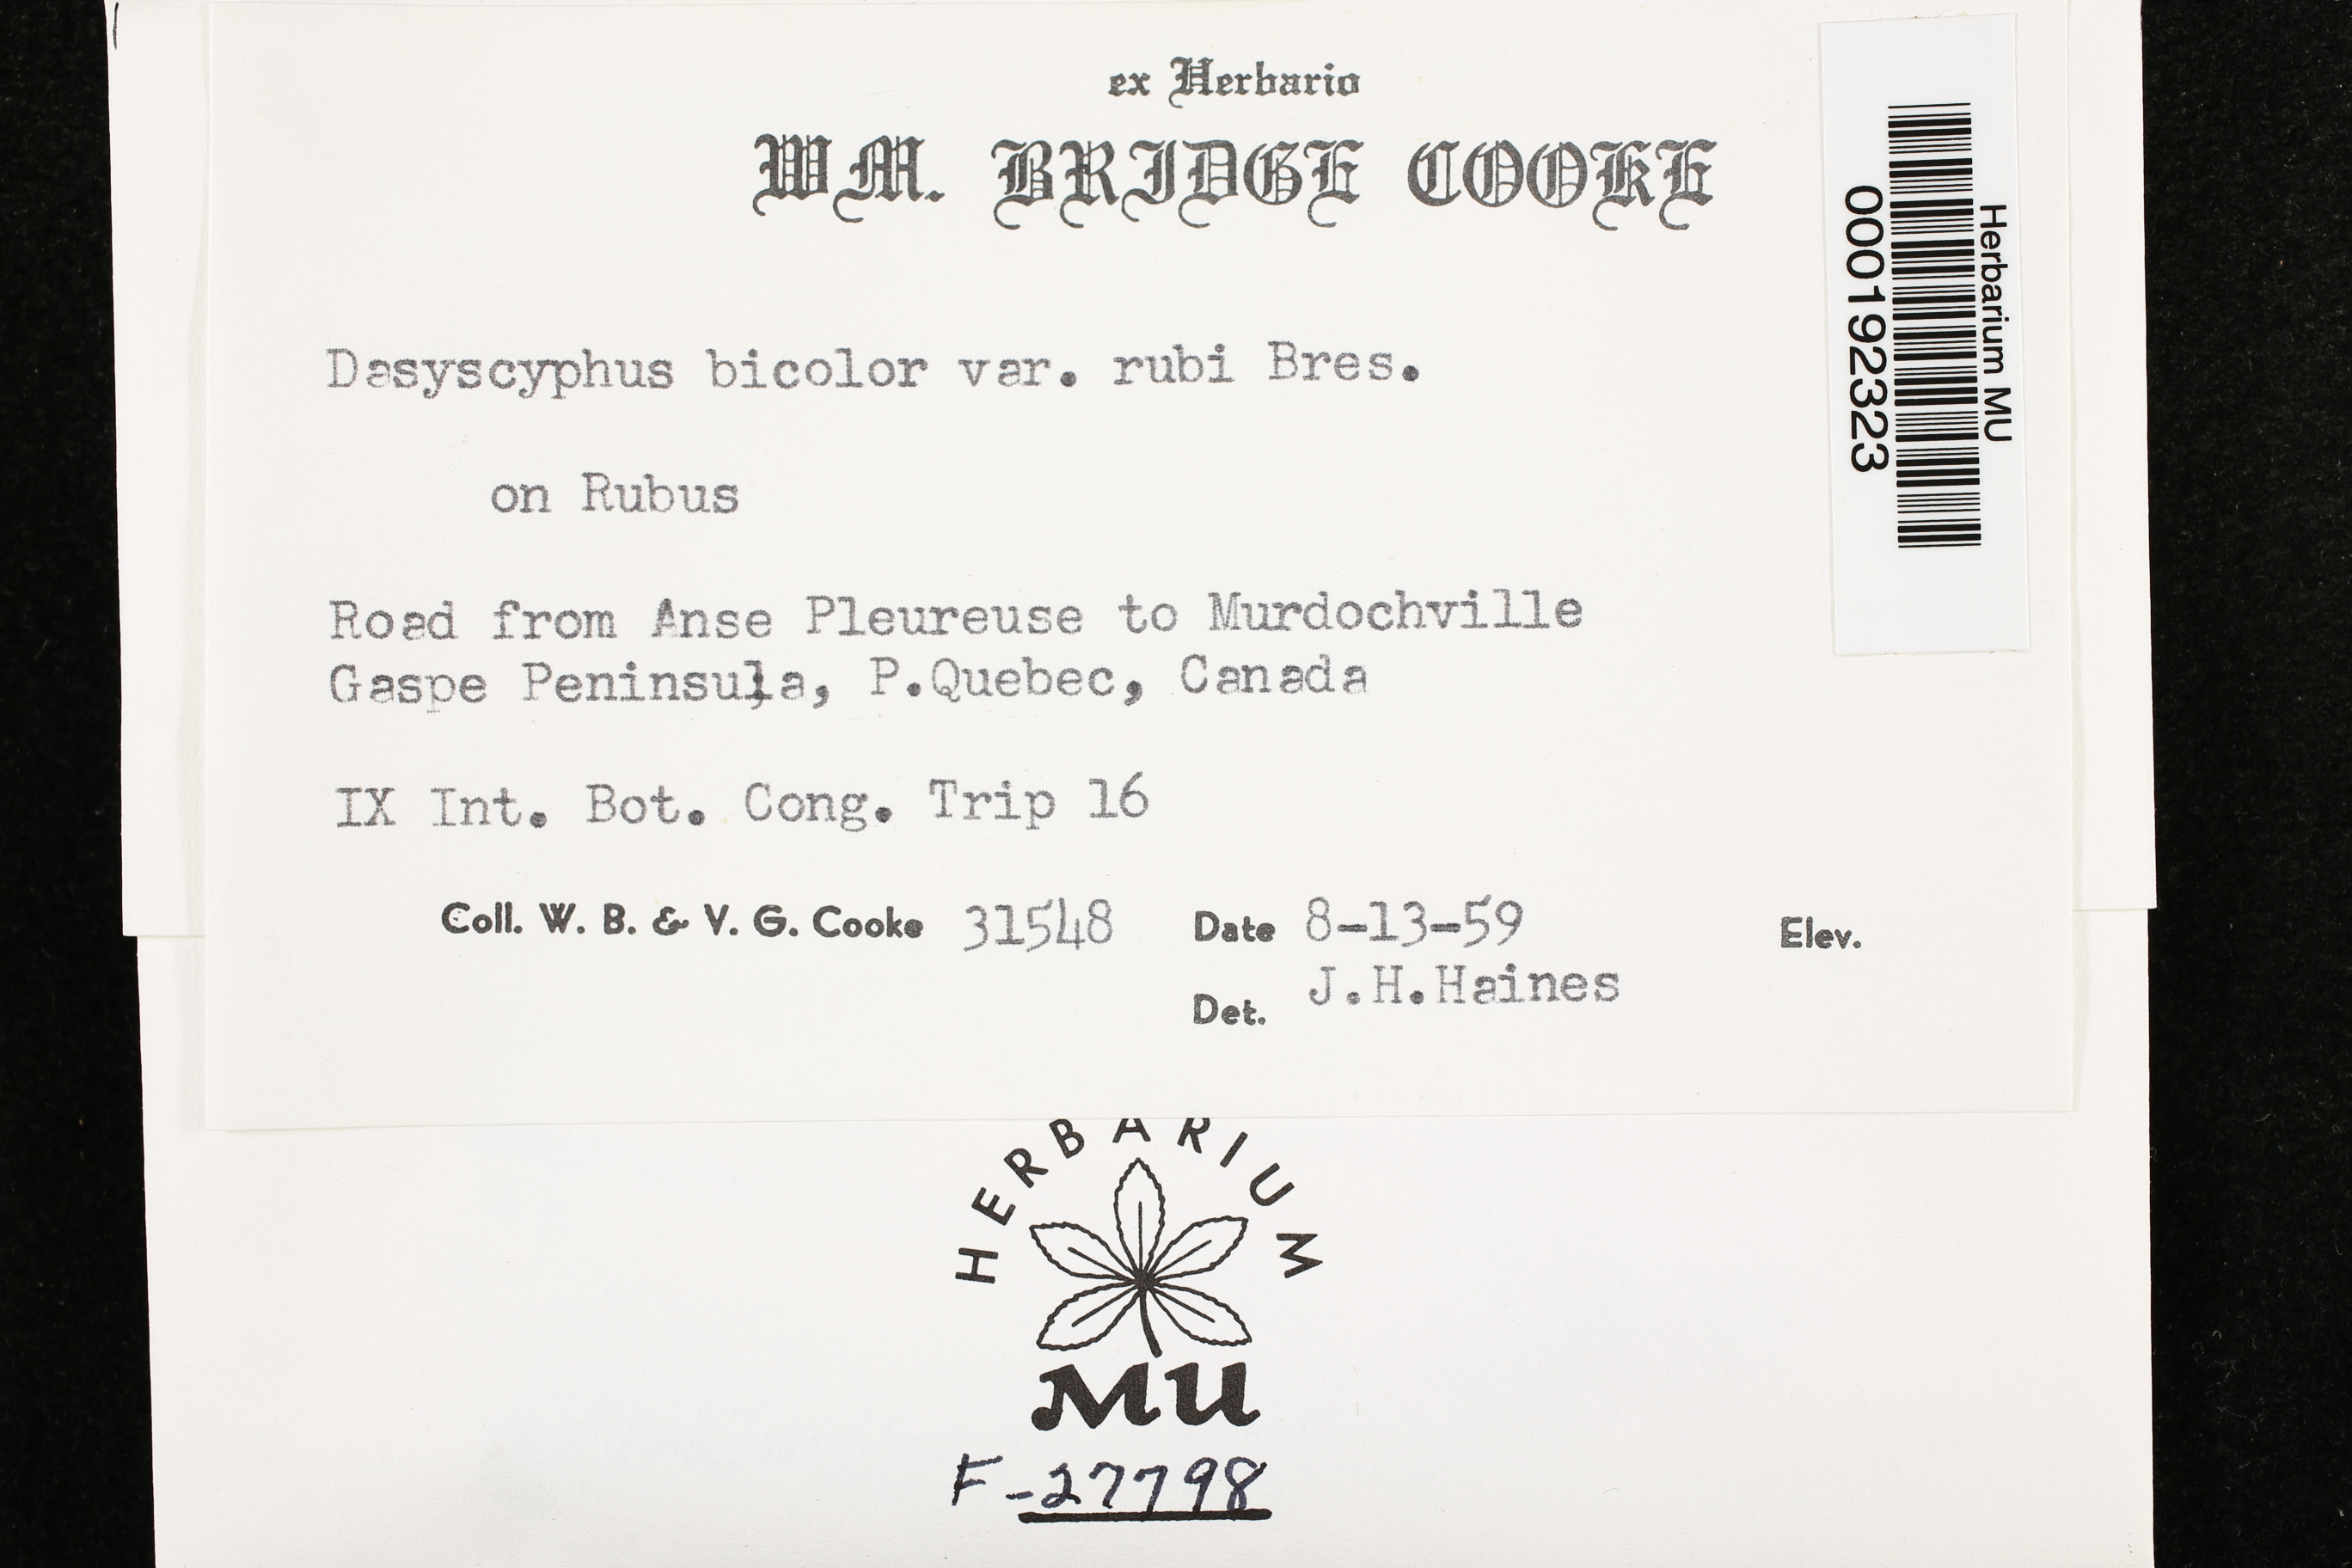 ex Herbario
WM. BRIDGE COOKE
Dasyscyphus bicolor var. rubi Bres.
on Rubus
Road from Anse Pleureuse to Murdochville
Gaspe Peninsula, P.Quebec, Canada
IX Int. Bot. Cong. Trip 16
Coll. W. B. & V. G. Cooke 31548 Date 8-13-59 Elev.
Det. J.H.Haines
Herbarium MU
000192323
HERBARIUM
MU
F-27798